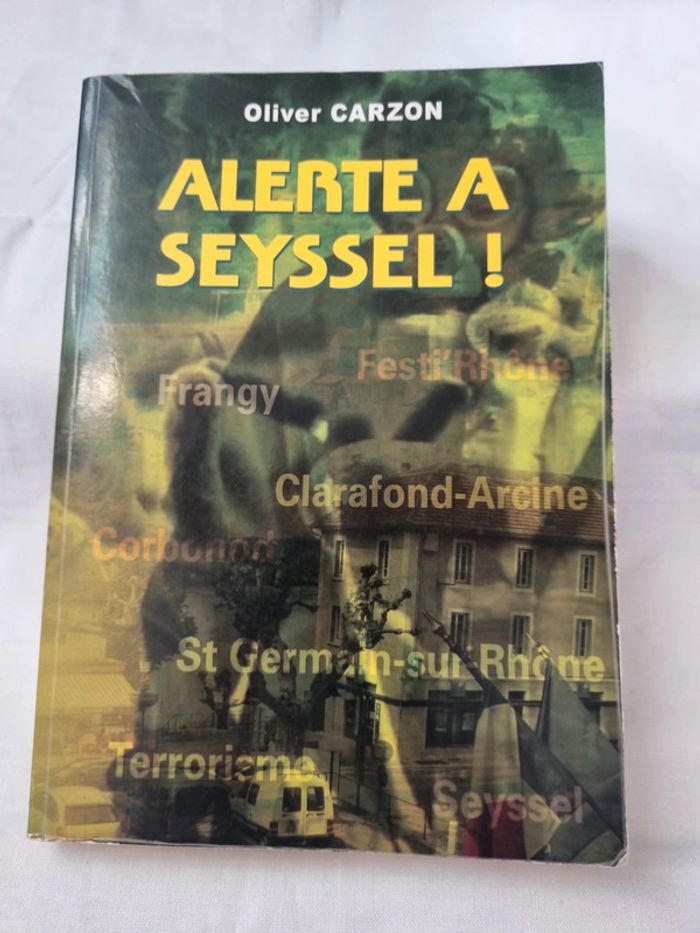 Oliver CARZON
ALERTE A
SEYSSEL !
Festi'Rhône
Frangy
Clarafond-Arcine
Corbonod
St Germain-sur-Rhône
Terrorisme
Seyssel